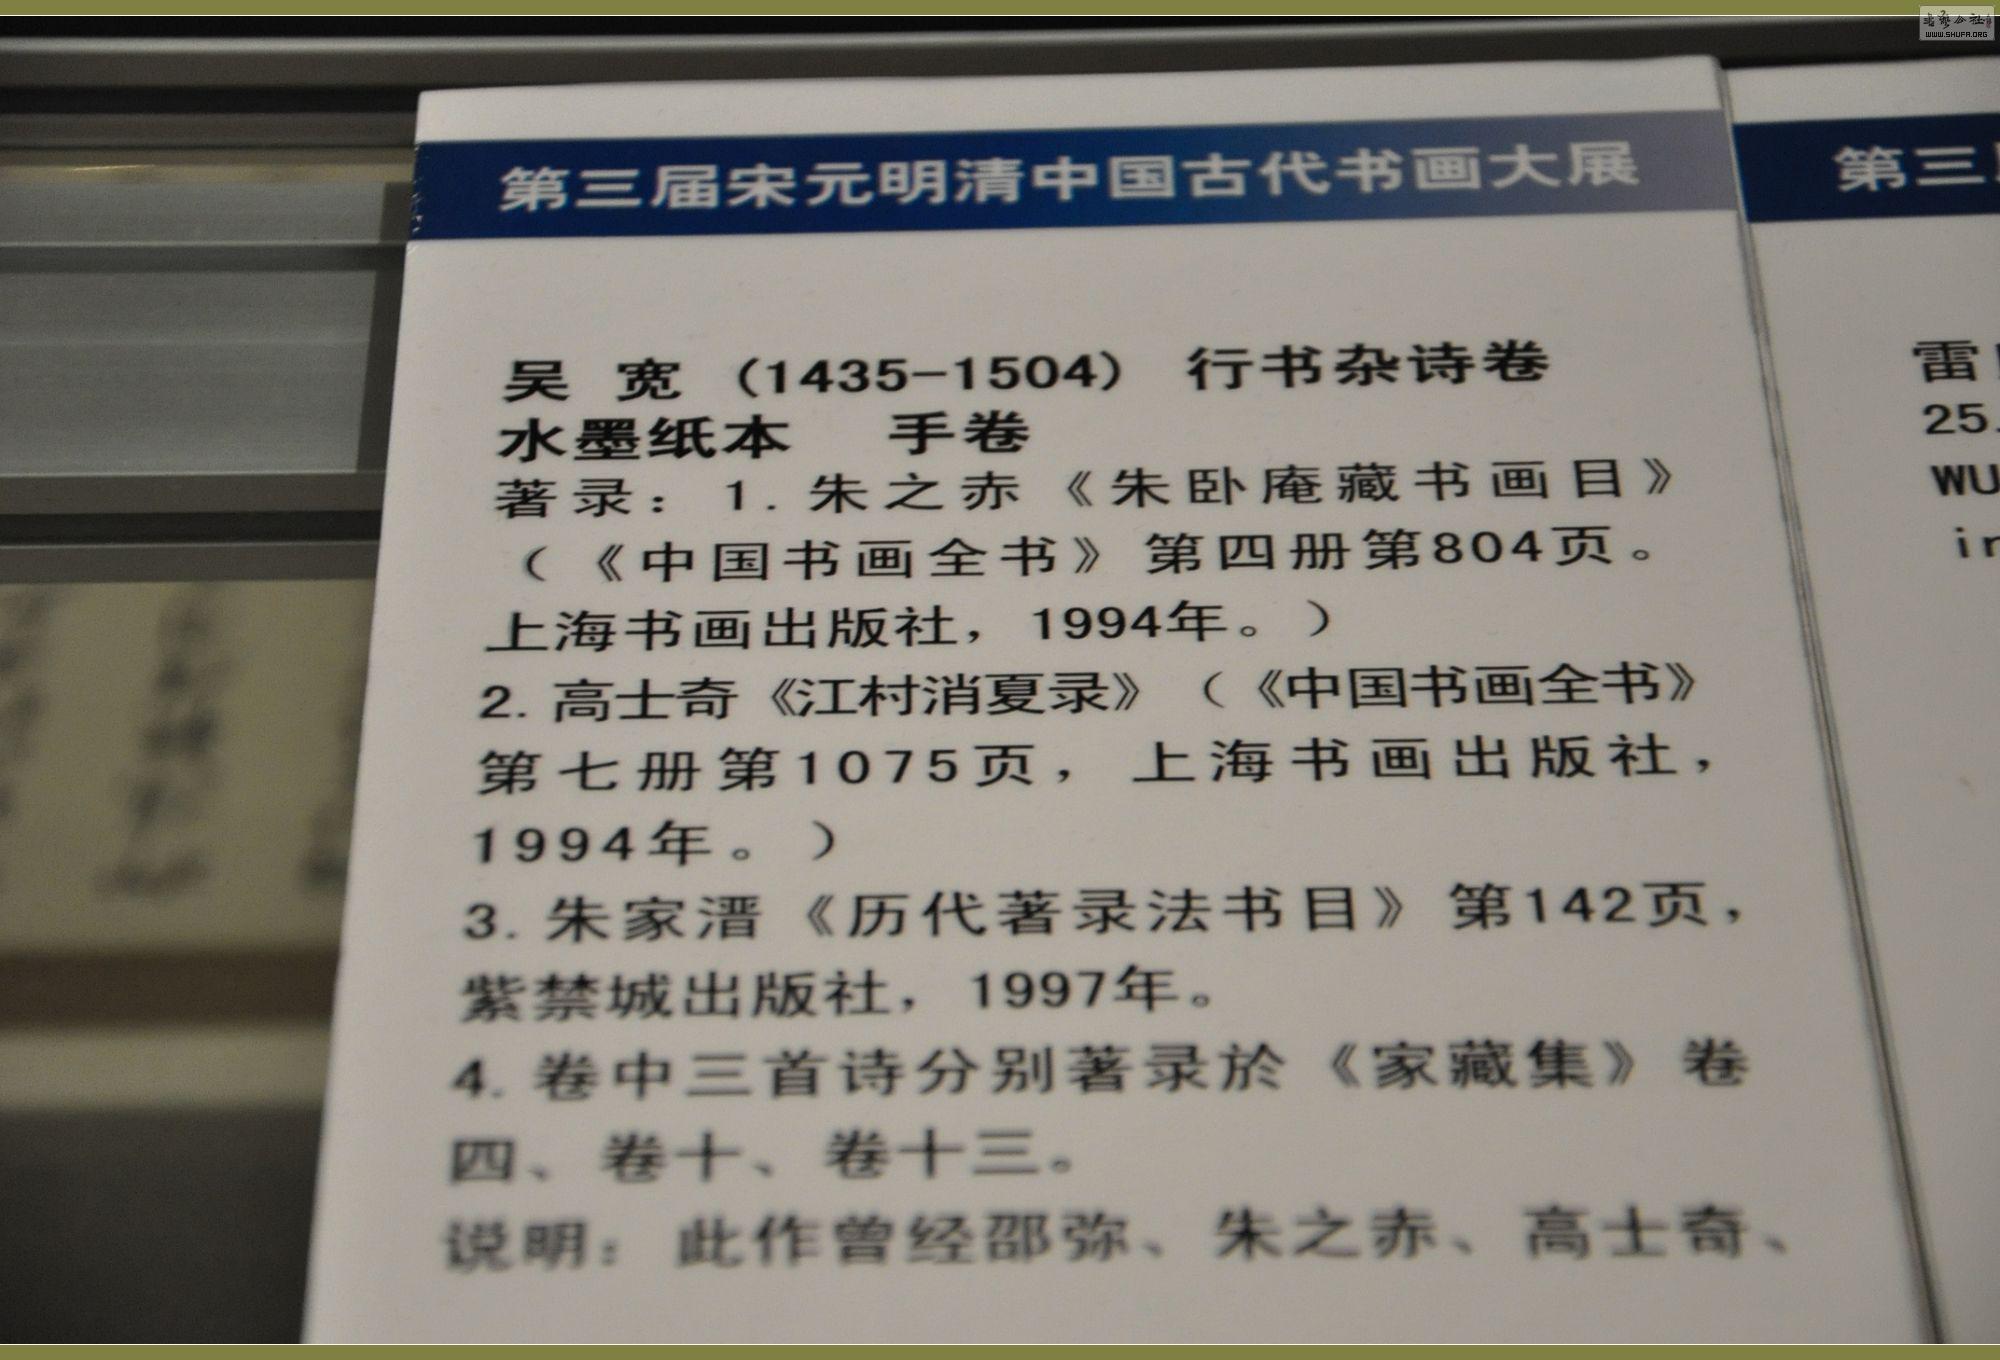 第三届宋元明清中国古代书画大展
吴 宽 (1435-1504) 行书杂诗卷
水墨纸本 手卷
著录：1. 朱之赤《朱卧庵藏书画目》
（《中国书画全书》第四册第804页。
上海书画出版社，1994年。）
2. 高士奇《江村消夏录》（《中国书画全书》
第七册第1075页，上海书画出版社，
1994年。）
3. 朱家溍《历代著录法书目》第142页，
紫禁城出版社，1997年。
4. 卷中三首诗分别著录於《家藏集》卷
四、卷十、卷十三。
说明：此作曾经邵弥、朱之赤、高士奇、
第三
雷
25.
WU
in
WWW.SHUFA.ORG